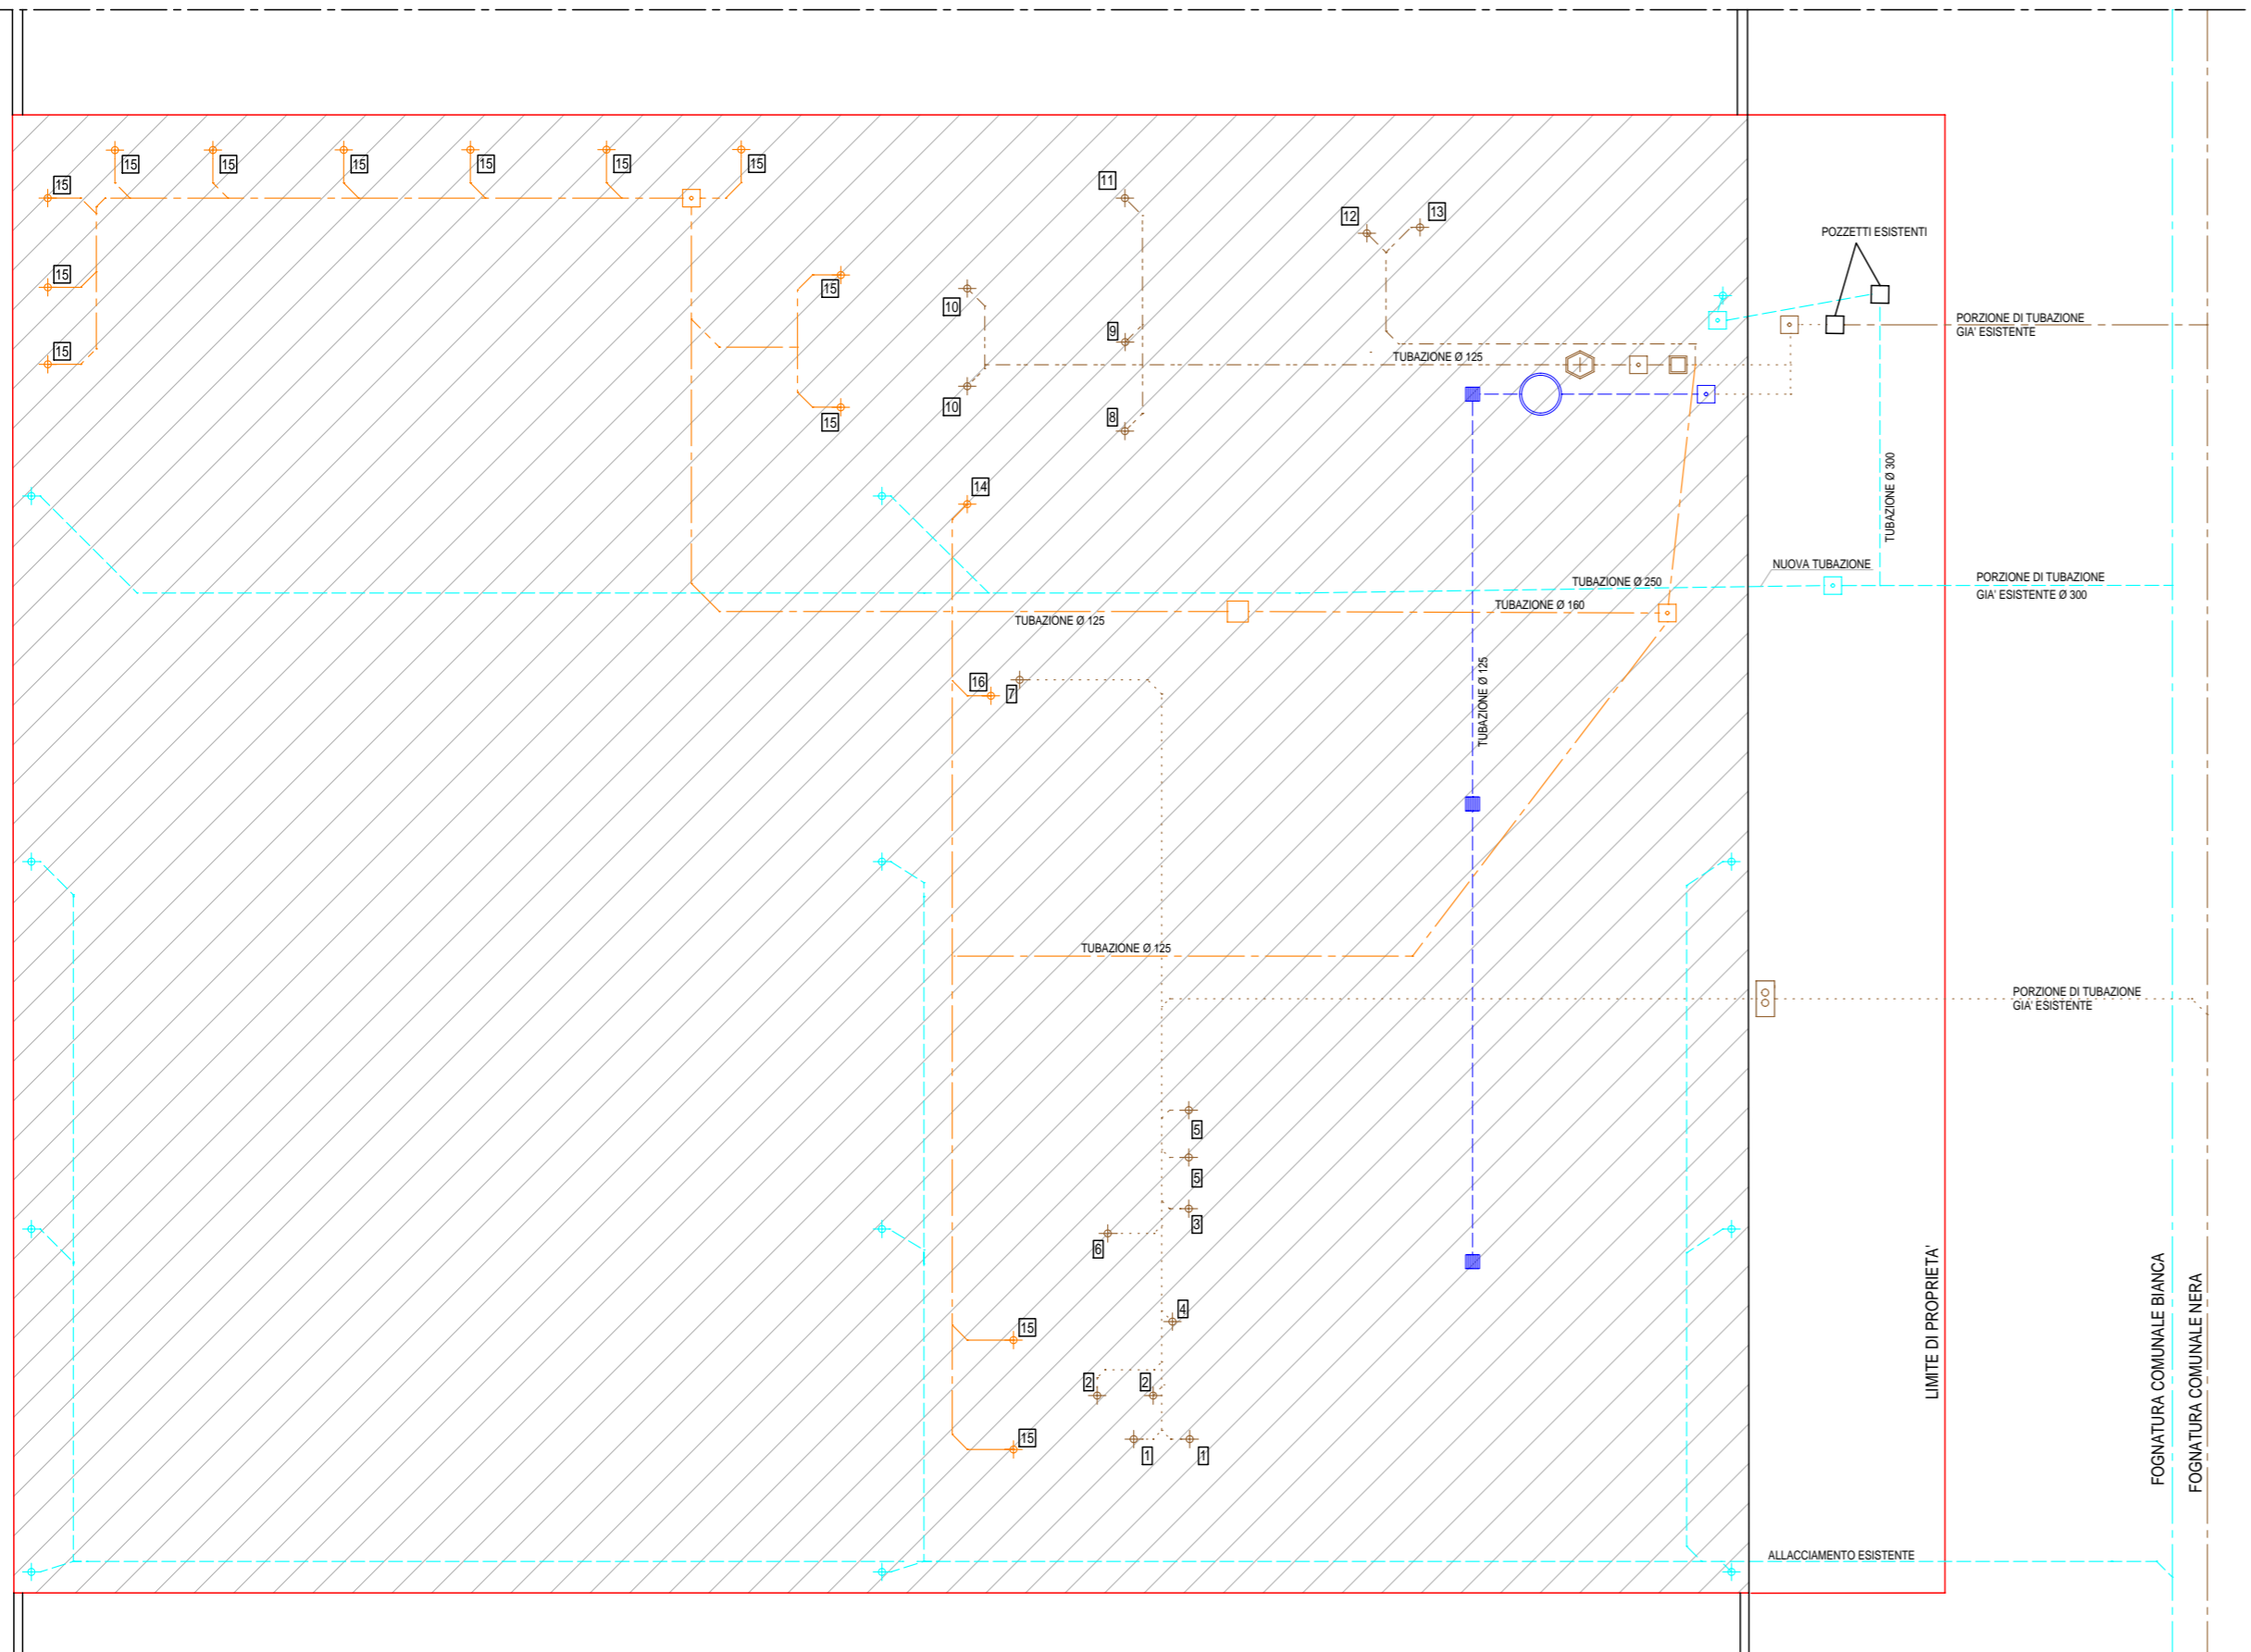 15
15
15
15
15
15
15
15
15
15
15
11
12
13
10
9
10
8
14
POZZETTI ESISTENTI
PORZIONE DI TUBAZIONE
GIA' ESISTENTE
TUBAZIONE Ø 125
TUBAZIONE Ø 300
NUOVA TUBAZIONE
TUBAZIONE Ø 250
PORZIONE DI TUBAZIONE
GIA' ESISTENTE Ø 300
TUBAZIONE Ø 160
TUBAZIONE Ø 125
16
7
TUBAZIONE Ø 125
TUBAZIONE Ø 125
PORZIONE DI TUBAZIONE
GIA' ESISTENTE
5
5
3
6
4
15
2
2
15
1
1
LIMITE DI PROPRIETA'
FOGNATURA COMUNALE BIANCA
FOGNATURA COMUNALE NERA
ALLACCIAMENTO ESISTENTE